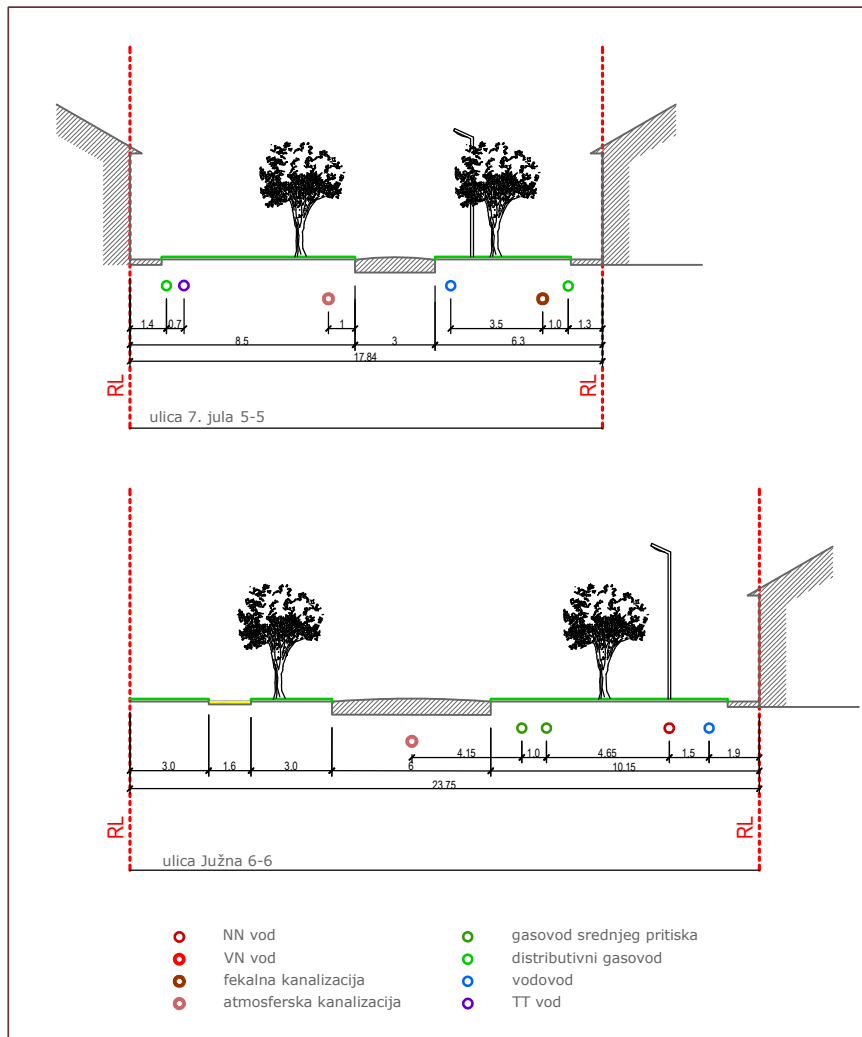 1.4 0.7 1 3.5 1.0 1.3
8.5 3 6.3
17.84
RL RL
ulica 7. jula 5-5
4.15 1.0 4.65 1.5 1.9
3.0 1.6 3.0 6 10.15
23.75
RL RL
ulica Južna 6-6
NN vod
VN vod
fekalna kanalizacija
atmosferska kanalizacija
gasovod srednjeg pritiska
distributivni gasovod
vodovod
TT vod